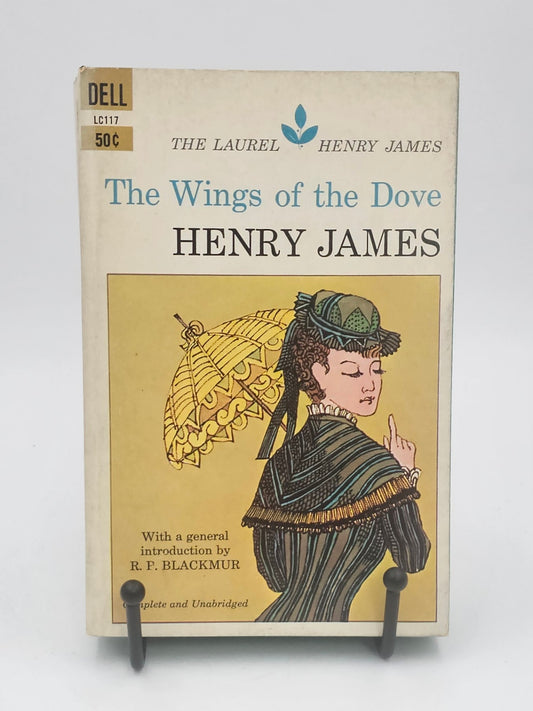 DELL
LC117
50¢
THE LAUREL HENRY JAMES
The Wings of the Dove
HENRY JAMES
With a general
introduction by
R. P. BLACKMUR
Complete and Unabridged